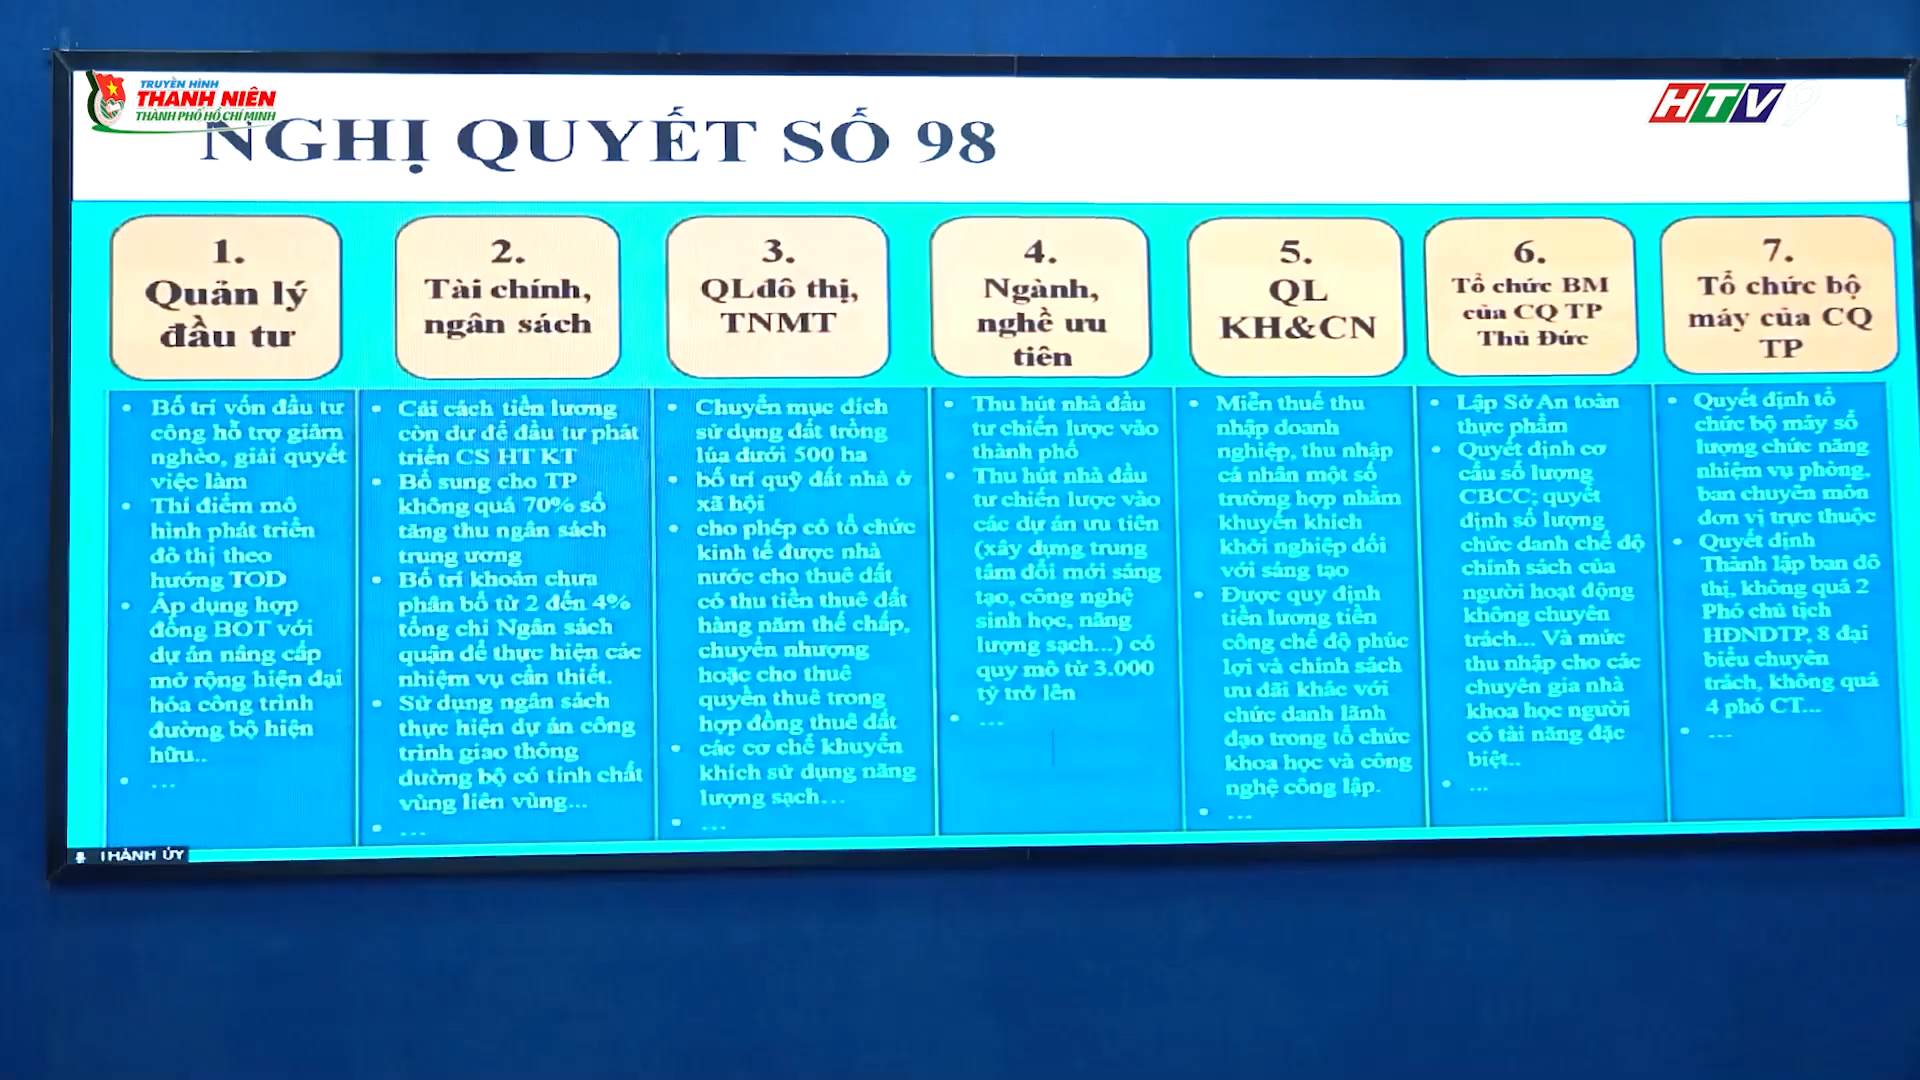 TRUYỀN HÌNH
THANH NIÊN
THÀNH PHỐ HỒ CHÍ MINH
HTV9
NGHỊ QUYẾT SỐ 98
1.
Quản lý
đầu tư
2.
Tài chính,
ngân sách
3.
QLđô thị,
TNMT
4.
Ngành,
nghề ưu
tiên
5.
QL
KH&CN
6.
Tổ chức BM
của CQ TP
Thủ Đức
7.
Tổ chức bộ
máy của CQ
TP
• Bố trí vốn đầu tư
công hỗ trợ giảm
nghèo, giải quyết
việc làm
• Thí điểm mô
hình phát triển
đô thị theo
hướng TOD
• Áp dụng hợp
đồng BOT với
dự án nâng cấp
mở rộng hiện đại
hóa công trình
đường bộ hiện
hữu..
• ...
• Cải cách tiền lương
còn dư để đầu tư phát
triển CS HT KT
• Bổ sung cho TP
không quá 70% số
tăng thu ngân sách
trung ương
• Bố trí khoản chưa
phân bổ từ 2 đến 4%
tổng chi Ngân sách
quận để thực hiện các
nhiệm vụ cần thiết.
• Sử dụng ngân sách
thực hiện dự án công
trình giao thông
đường bộ có tính chất
vùng liên vùng...
• ...
• Chuyển mục đích
sử dụng đất trồng
lúa dưới 500 ha
• bố trí quỹ đất nhà ở
xã hội
• cho phép có tổ chức
kinh tế được nhà
nước cho thuê đất
có thu tiền thuê đất
hàng năm thế chấp,
chuyển nhượng
hoặc cho thuê
quyền thuê trong
hợp đồng thuê đất
• các cơ chế khuyến
khích sử dụng năng
lượng sạch...
• ...
• Thu hút nhà đầu
tư chiến lược vào
thành phố
• Thu hút nhà đầu
tư chiến lược vào
các dự án ưu tiên
(xây dựng trung
tâm đổi mới sáng
tạo, công nghệ
sinh học, năng
lượng sạch...) có
quy mô từ 3.000
tỷ trở lên
• ...
• Miễn thuế thu
nhập doanh
nghiệp, thu nhập
cá nhân một số
trường hợp nhằm
khuyến khích
khởi nghiệp đổi
với sáng tạo
• Được quy định
tiền lương tiền
công chế độ phúc
lợi và chính sách
ưu đãi khác với
chức danh lãnh
đạo trong tổ chức
khoa học và công
nghệ công lập.
• ...
• Lập Sở An toàn
thực phẩm
• Quyết định cơ
cấu số lượng
CBCC; quyết
định số lượng
chức danh chế độ
chính sách của
người hoạt động
không chuyên
trách... Và mức
thu nhập cho các
chuyên gia nhà
khoa học người
có tài năng đặc
biệt..
• ...
• Quyết định tổ
chức bộ máy số
lượng chức năng
nhiệm vụ phòng,
ban chuyên môn
đơn vị trực thuộc
• Quyết định
Thành lập ban đô
thị, không quá 2
Phó chủ tịch
HĐNDTP, 8 đại
biểu chuyên
trách, không quá
4 phó CT...
• ...
THÀNH ỦY